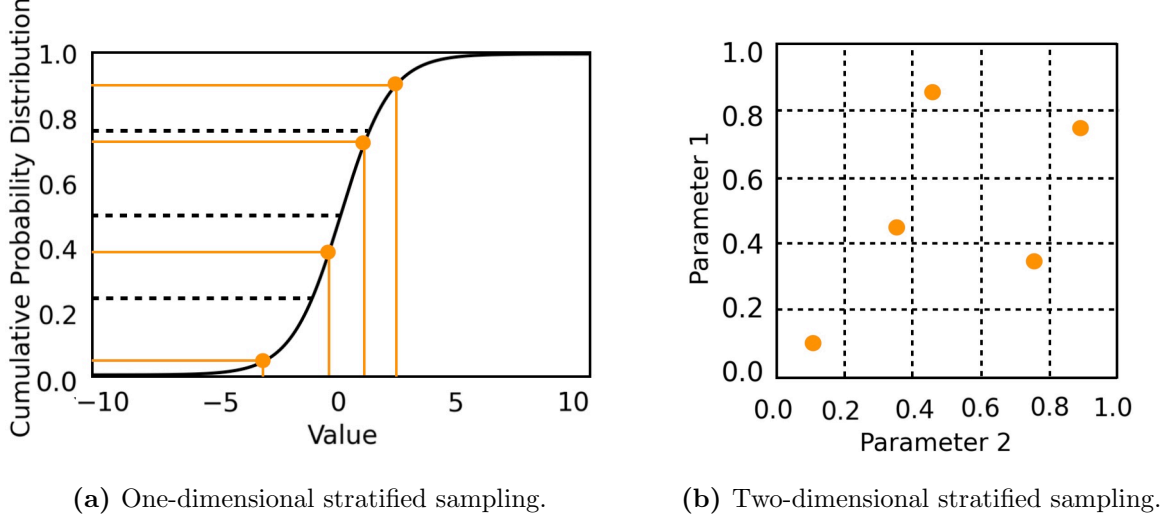 Cumulative Probability Distribution
1.0
0.8
0.6
0.4
0.2
0.0
−10 −5 0 5 10
Value
(a) One-dimensional stratified sampling.
Parameter 1
1.0
0.8
0.6
0.4
0.2
0.0
0.0 0.2 0.4 0.6 0.8 1.0
Parameter 2
(b) Two-dimensional stratified sampling.